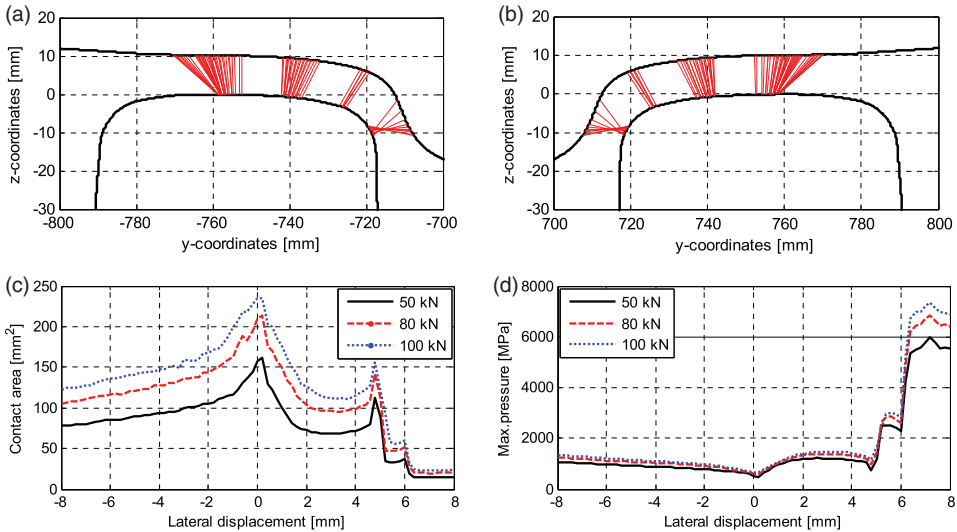 (a)
20
10
0
-10
-20
-30
z-coordinates [mm]
-800
-780
-760
-740
-720
-700
y-coordinates [mm]
(b)
20
10
0
-10
-20
-30
z-coordinates [mm]
700
720
740
760
780
800
y-coordinates [mm]
(c)
250
200
150
100
50
0
Contact area [mm2]
-8
-6
-4
-2
0
2
4
6
8
Lateral displacement [mm]
50 kN
80 kN
100 kN
(d)
8000
6000
4000
2000
0
Max.pressure [MPa]
-8
-6
-4
-2
0
2
4
6
8
Lateral displacement [mm]
50 kN
80 kN
100 kN